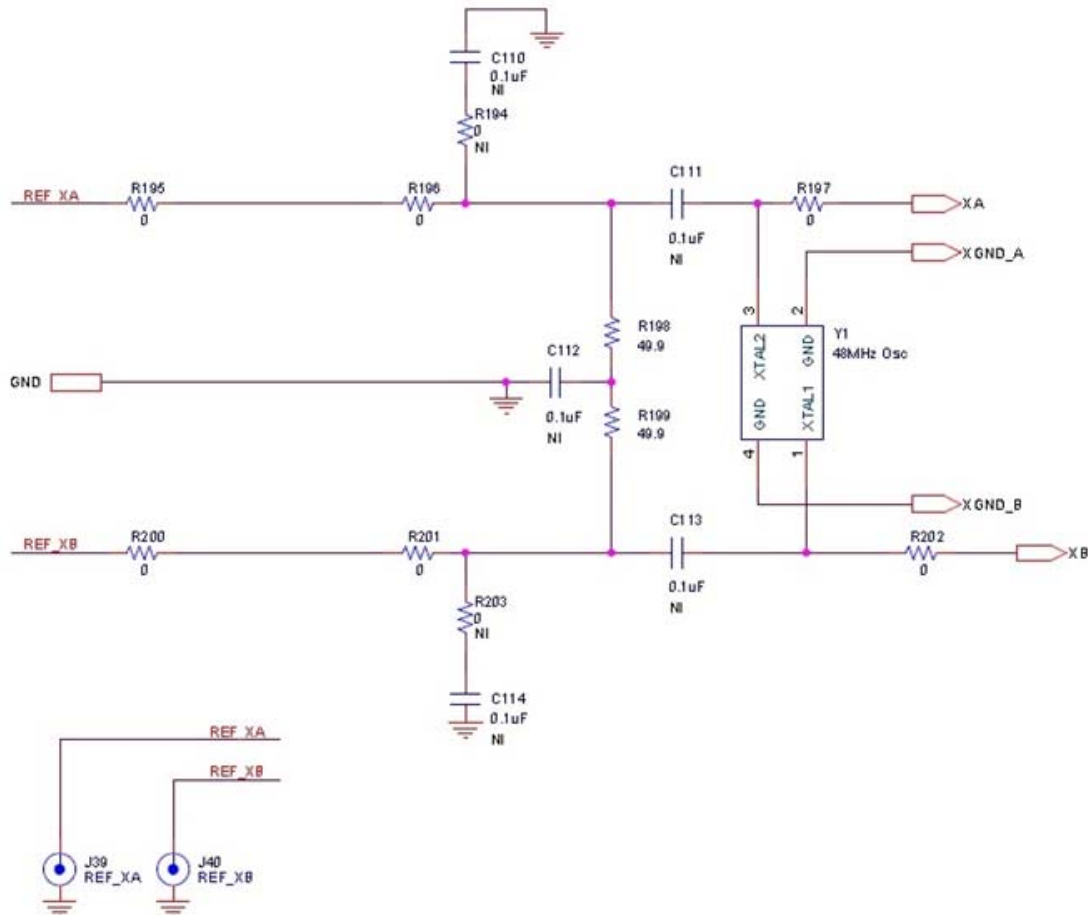 C110
0.1uF
NI
R194
0
NI
REF_XA
R195
0
R196
0
C111
0.1uF
NI
R197
0
XA
XGND_A
3
2
XTAL2
GND
GND
XTAL1
4
1
Y1
48MHz Osc
R198
49.9
C112
0.1uF
NI
GND
R199
49.9
XGND_B
REF_XB
R200
0
R201
0
C113
0.1uF
NI
R202
0
XB
R203
0
NI
C114
0.1uF
NI
REF_XA
REF_XB
J39
REF_XA
J40
REF_XB